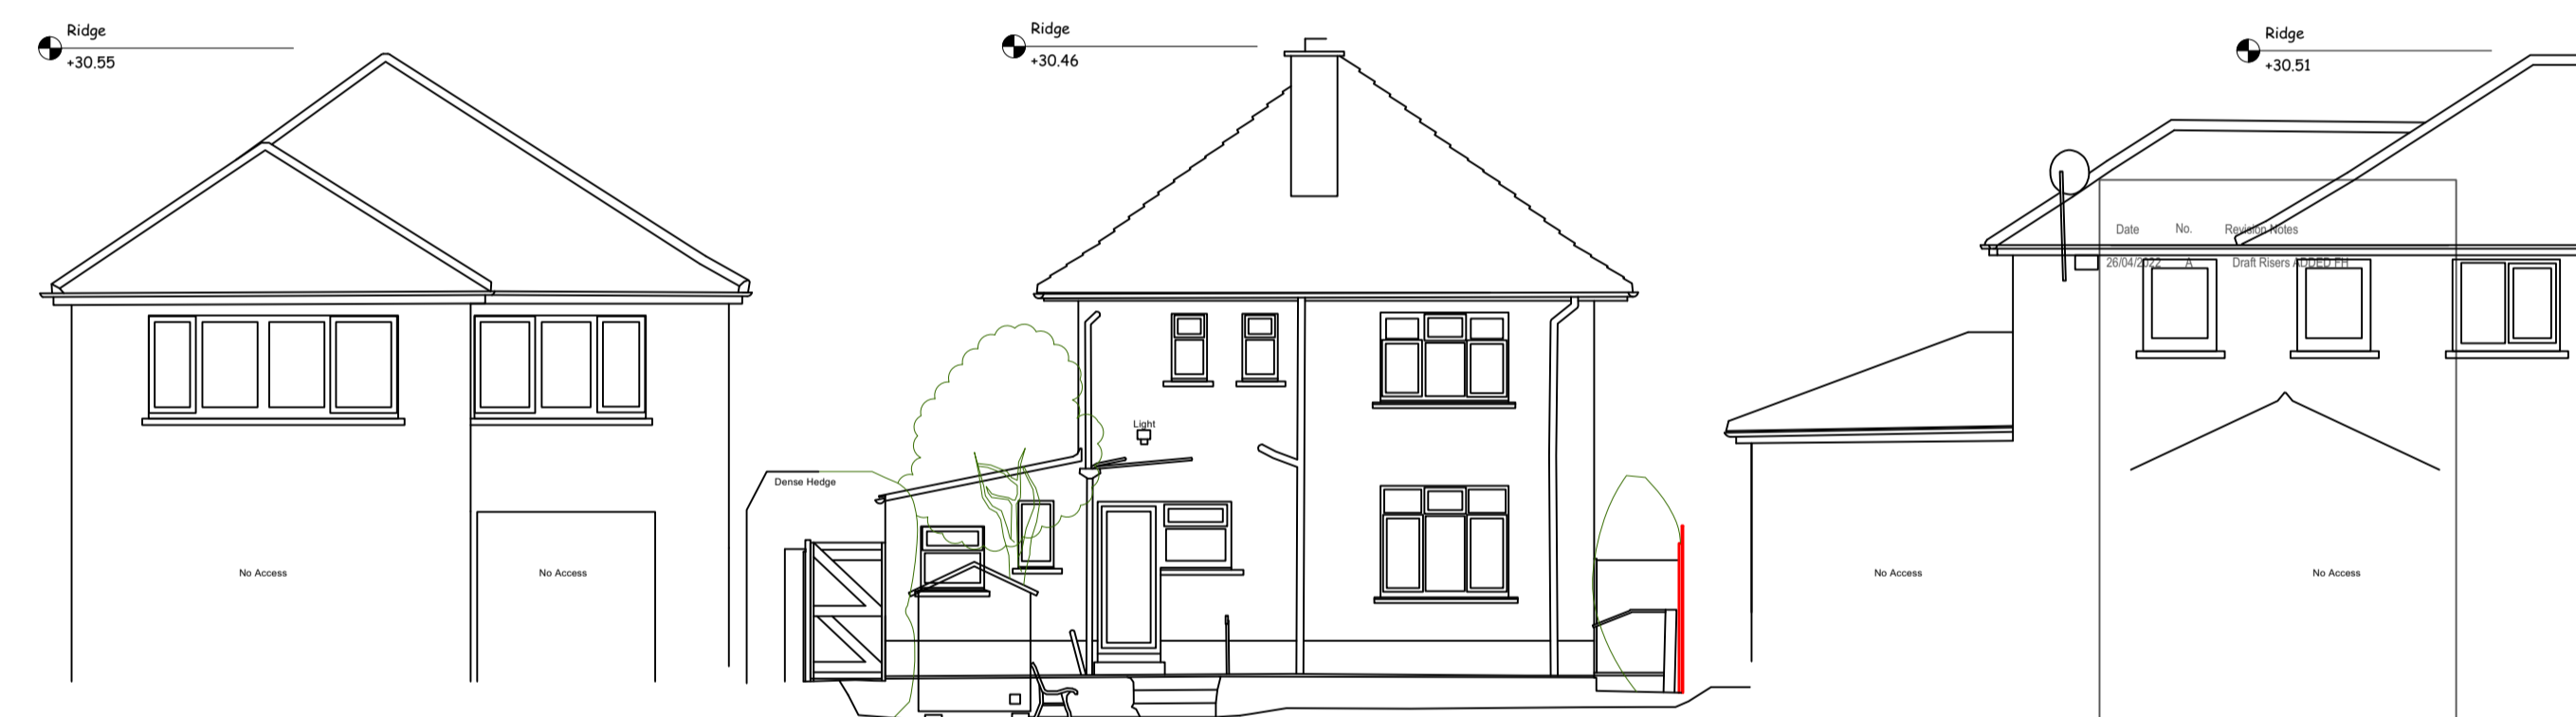 Ridge
+30.55
Ridge
+30.46
Ridge
+30.51
Date No. Revision Notes
26/04/2022 A Draft Risers ADDED FH
Light
Dense Hedge
No Access
No Access
No Access
No Access